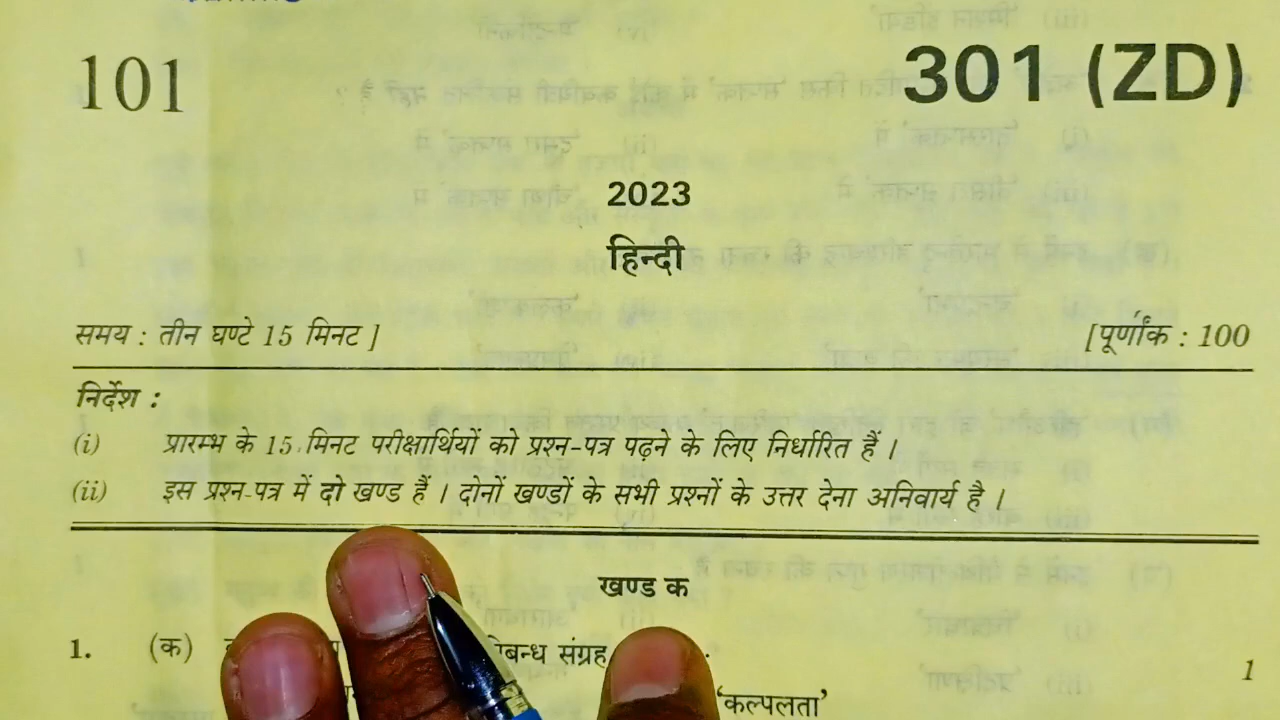 101
301 (ZD)
2023
हिन्दी
समय : तीन घण्टे 15 मिनट ]
[पूर्णांक : 100
निर्देश :
(i) प्रारम्भ के 15 मिनट परीक्षार्थियों को प्रश्न-पत्र पढ़ने के लिए निर्धारित हैं ।
(ii) इस प्रश्न-पत्र में दो खण्ड हैं । दोनों खण्डों के सभी प्रश्नों के उत्तर देना अनिवार्य है ।
खण्ड क
1. (क) संग्रह
1
'कल्पलता'